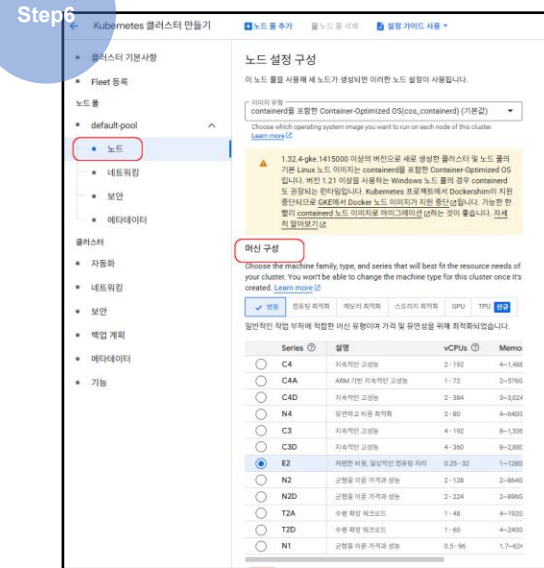 Step6
Kubernetes 클러스터 만들기
노드 풀 추가
노드 풀 삭제
설정 가이드 사용
클러스터 기본사항
Fleet 등록
노드 풀
default-pool
노드
네트워킹
보안
메타데이터
클러스터
자동화
네트워킹
보안
백업 계획
메타데이터
기능
노드 설정 구성
이 노드 풀을 사용해 새 노드가 생성되면 이러한 노드 설정이 사용됩니다.
이미지 유형
containerd를 포함한 Container-Optimized OS(cos_containerd) (기본값)
Choose which operating system image you want to run on each node of this cluster.
Learn more
1.32.4-gke.1415000 이상의 버전으로 새로 생성한 클러스터 및 노드 풀의
기본 Linux 노드 이미지는 containerd를 포함한 Container-Optimized OS
입니다. 버전 1.21 이상을 사용하는 Windows 노드 풀의 경우 containerd
도 권장되는 런타임입니다. Kubernetes 프로젝트에서 Dockershim이 지원
중단되므로 GKE에서 Docker 노드 이미지가 지원 중단됩니다. 가능한 한
빨리 containerd 노드 이미지로 마이그레이션하는 것이 좋습니다. 자세
히 알아보기
머신 구성
Choose the machine family, type, and series that will best fit the resource needs of
your cluster. You won't be able to change the machine type for this cluster once it's
created. Learn more
범용 컴퓨팅 최적화 메모리 최적화 스토리지 최적화 GPU TPU 신규
일반적인 작업 부하에 적합한 머신 유형이며 가격 및 유연성을 위해 최적화되었습니다.
Series 설명 vCPUs Memo
C4 지속적인 고성능 2 - 192 4~1,488
C4A ARM 기반 지속적인 고성능 1 - 72 2~576G
C4D 지속적인 고성능 2 - 384 3~3,024
N4 유연하고 비용 최적화 2 - 80 4~640G
C3 지속적인 고성능 4 - 192 8~1,536
C3D 지속적인 고성능 4 - 360 8~2,880
E2 저렴한 비용, 일상적인 컴퓨팅 처리 0.25 - 32 1~128G
N2 균형을 이룬 가격과 성능 2 - 128 2~864G
N2D 균형을 이룬 가격과 성능 2 - 224 2~896G
T2A 수평 확장 워크로드 1 - 48 4~192G
T2D 수평 확장 워크로드 1 - 60 4~240G
N1 균형을 이룬 가격과 성능 0.5 - 96 1.7~624